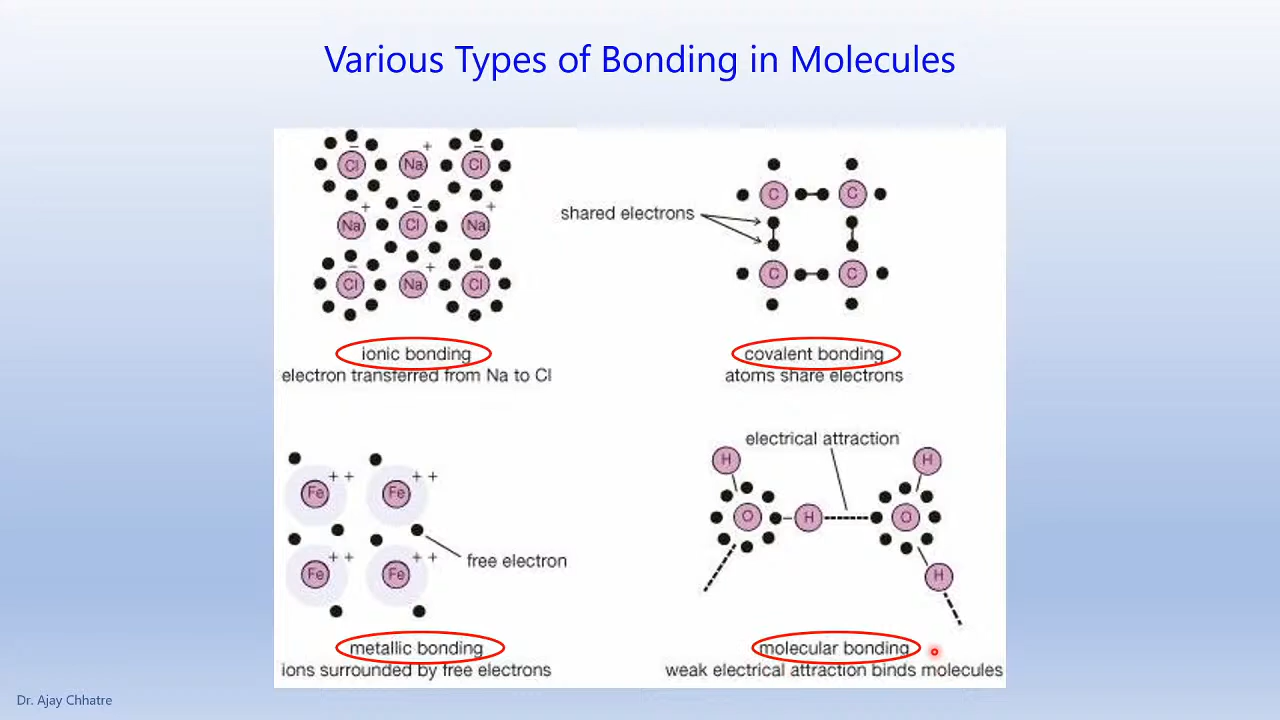 Various Types of Bonding in Molecules
Cl − Na + Cl −
Na + Cl − Na +
Cl − Na + Cl −
ionic bonding
electron transferred from Na to Cl
shared electrons
C C
C C
covalent bonding
atoms share electrons
Fe ++ Fe ++
Fe ++ Fe ++
free electron
metallic bonding
ions surrounded by free electrons
electrical attraction
H H
O H O
H
molecular bonding
weak electrical attraction binds molecules
Dr. Ajay Chhatre